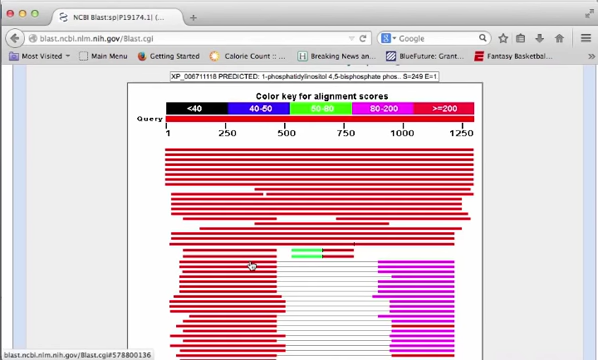 NCBI Blast:sp|P19174.1| (...
blast.ncbi.nlm.nih.gov/Blast.cgi
Google
Most Visited
Main Menu
Getting Started
Calorie Count ...
Breaking News an...
BlueFuture: Grant...
Fantasy Basketbal...
XP_006711118 PREDICTED: 1-phosphatidylinositol 4,5-bisphosphate phos.. S=249 E=1
Color key for alignment scores
<40 40-50 50-80 80-200 >=200
Query
1 250 500 750 1000 1250
blast.ncbi.nlm.nih.gov/Blast.cgi#578800136